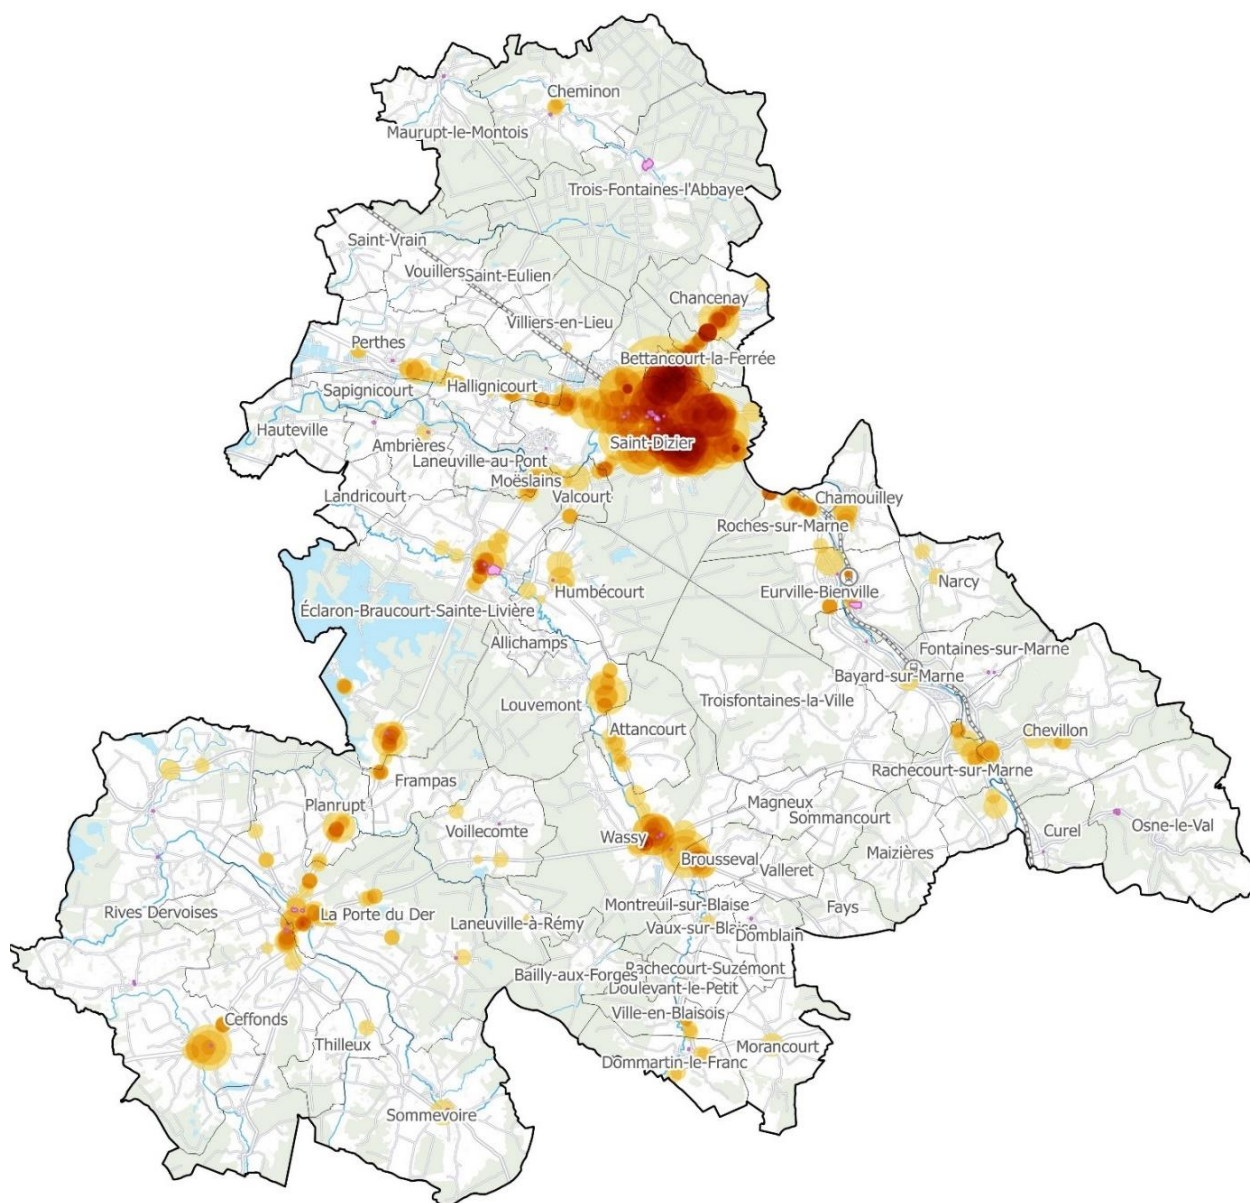 Cheminon
Maurupt-le-Montois
Trois-Fontaines-l'Abbaye
Saint-Vrain
Vouillers
Saint-Eulien
Chancenay
Villiers-en-Lieu
Perthes
Bettancourt-la-Ferrée
Hallignicourt
Sapignicourt
Hauteville
Ambrières
Saint-Dizier
Laneuville-au-Pont
Moëslains
Landricourt
Valcourt
Chamouilley
Roches-sur-Marne
Narcy
Humbécourt
Eurville-Bienville
Éclaron-Braucourt-Sainte-Livière
Allichamps
Fontaines-sur-Marne
Bayard-sur-Marne
Troisfontaines-la-Ville
Louvemont
Attancourt
Chevillon
Rachecourt-sur-Marne
Frampas
Planrupt
Magneux
Sommancourt
Voillecomte
Wassy
Osne-le-Val
Curel
Brousseval
Maizières
Valleret
Montreuil-sur-Blaise
Fays
Rives Dervoises
La Porte du Der
Laneuville-à-Rémy
Vaux-sur-Blaise
Domblain
Rachecourt-Suzémont
Bailly-aux-Forges
Doulevant-le-Petit
Ville-en-Blaisois
Ceffonds
Thilleux
Morancourt
Dommartin-le-Franc
Sommevoire